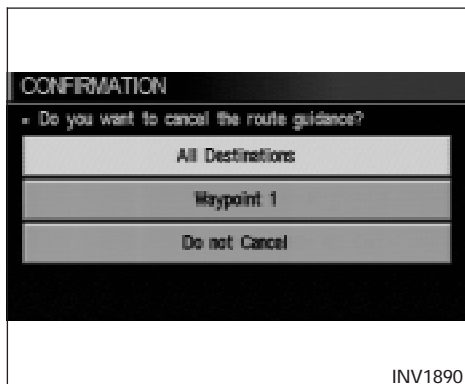 CONFIRMATION
Do you want to cancel the route guidance?
All Destinations
Waypoint 1
Do not Cancel
INV1890